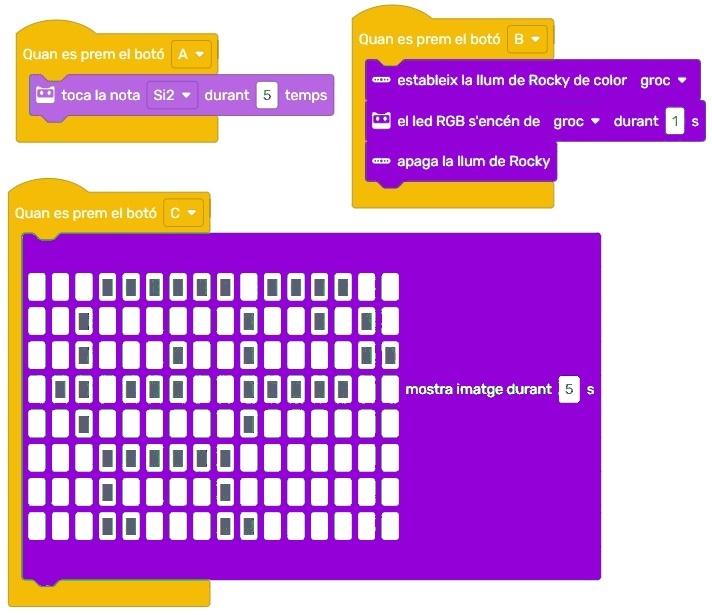 Quan es prem el botó A
toca la nota Si2 durant 5 temps
Quan es prem el botó B
estableix la llum de Rocky de color groc
el led RGB s'encén de groc durant 1 s
apaga la llum de Rocky
Quan es prem el botó C
mostra imatge durant 5 s